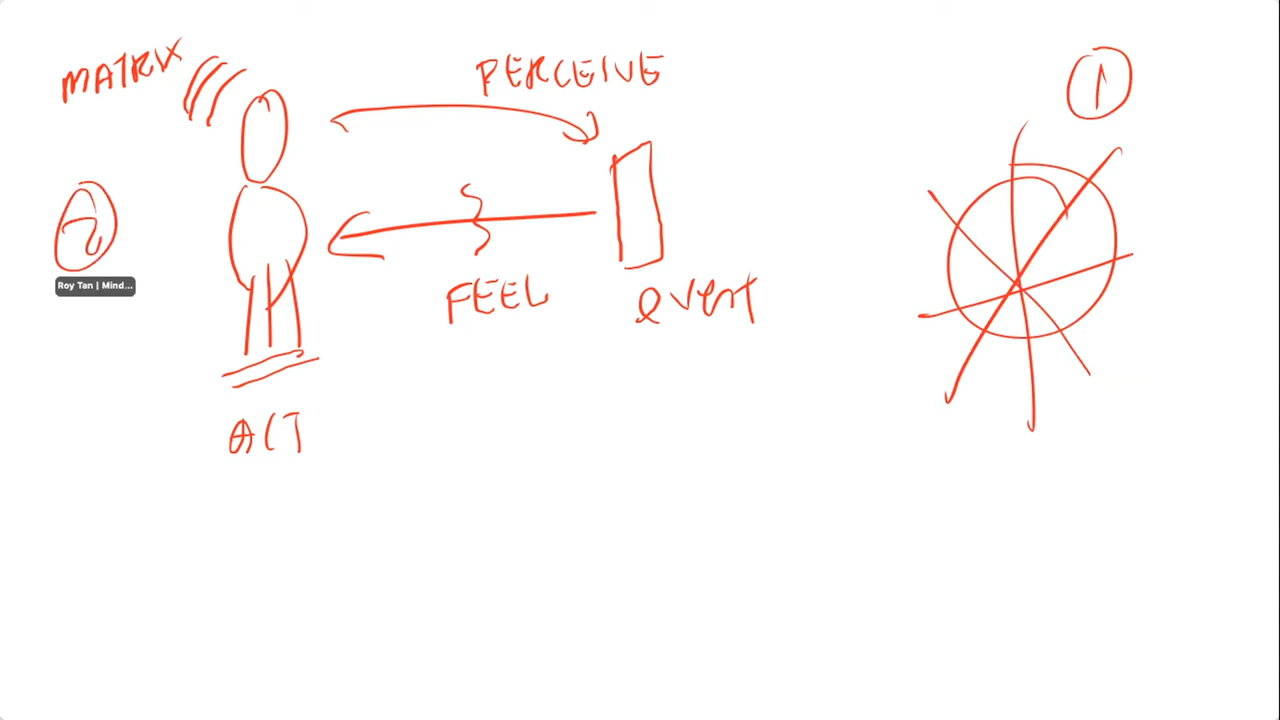 MATRIX
PERCEIVE
1
2
Roy Tan | Mind...
FEEL
event
ACT